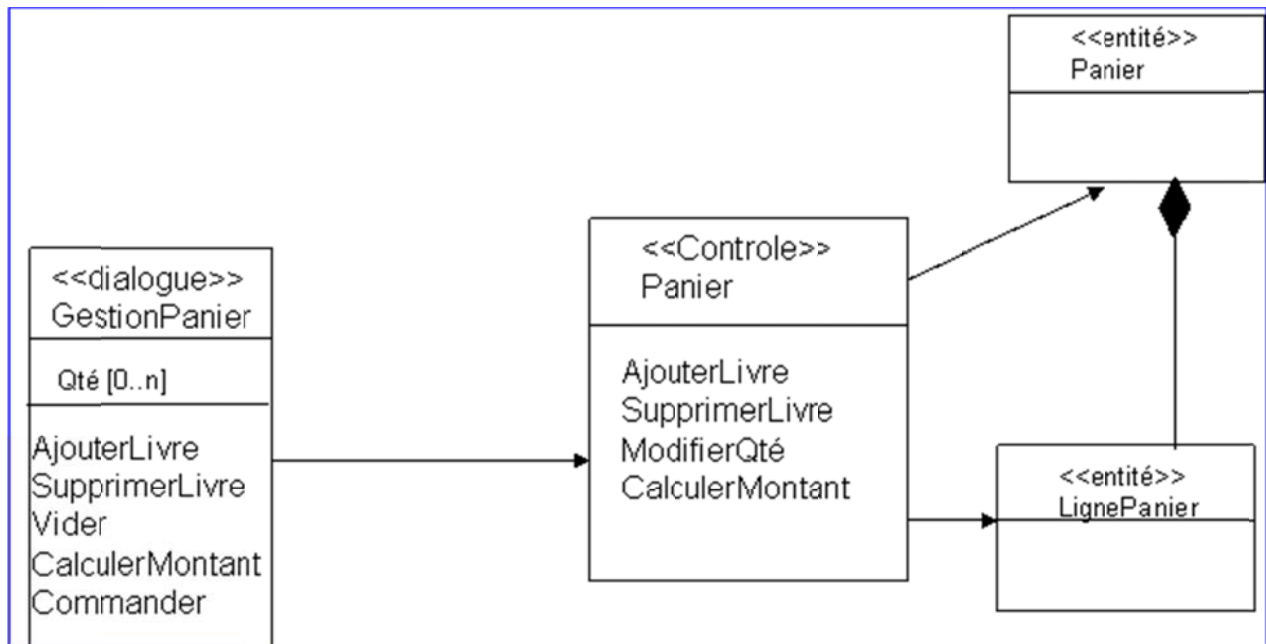 <<entité>>
Panier
<<dialogue>>
GestionPanier
Qté [0..n]
AjouterLivre
SupprimerLivre
Vider
CalculerMontant
Commander
<<Controle>>
Panier
AjouterLivre
SupprimerLivre
ModifierQté
CalculerMontant
<<entité>>
LignePanier